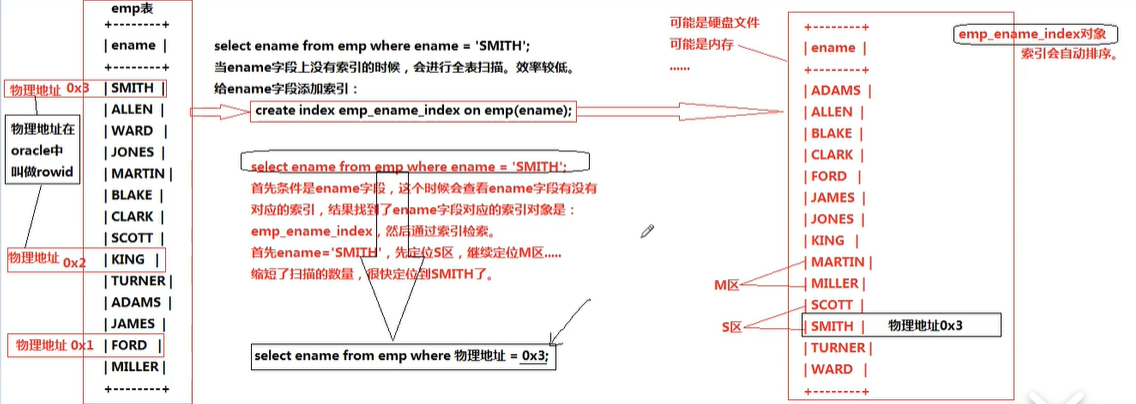 emp表
+---------+
| ename |
+---------+
| SMITH |
| ALLEN |
| WARD |
| JONES |
| MARTIN |
| BLAKE |
| CLARK |
| SCOTT |
| KING |
| TURNER |
| ADAMS |
| JAMES |
| FORD |
| MILLER |
+---------+
物理地址 0x3
物理地址在
oracle中
叫做rowid
物理地址 0x2
物理地址 0x1
select ename from emp where ename = 'SMITH';
当ename字段上没有索引的时候，会进行全表扫描。效率较低。
给ename字段添加索引：
create index emp_ename_index on emp(ename);
select ename from emp where ename = 'SMITH';
首先条件是ename字段，这个时候会查看ename字段有没有
对应的索引，结果找到了ename字段对应的索引对象是：
emp_ename_index，然后通过索引检索。
首先ename='SMITH'，先定位S区，继续定位M区.....
缩短了扫描的数量，很快定位到SMITH了。
select ename from emp where 物理地址 = 0x3;
可能是硬盘文件
可能是内存
......
M区
S区
+---------+
| ename |
+---------+
| ADAMS |
| ALLEN |
| BLAKE |
| CLARK |
| FORD |
| JAMES |
| JONES |
| KING |
| MARTIN |
| MILLER |
| SCOTT |
| SMITH | 物理地址0x3
| TURNER |
| WARD |
+---------+
emp_ename_index对象
索引会自动排序。